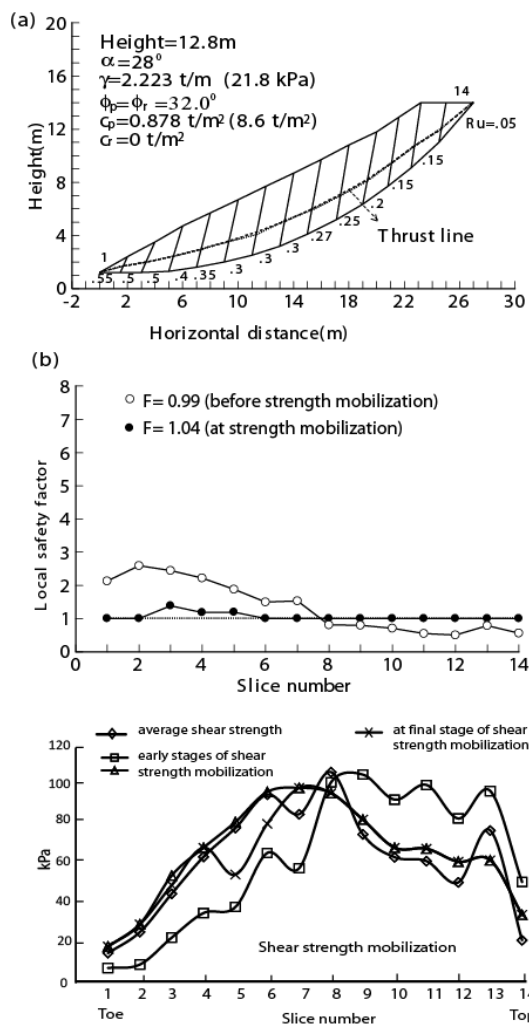 (a)
Height=12.8m
α=28⁰
γ=2.223 t/m (21.8 kPa)
ϕp=ϕr=32.0⁰
cp=0.878 t/m² (8.6 t/m²)
cr=0 t/m²
Height(m)
20
16
12
8
4
0
14
Ru=.05
.15
.15
.2
.25
.27
.3
.3
.3
.35
.4
.5
.5
.55
1
Thrust line
-2 2 6 10 14 18 22 26 30
Horizontal distance(m)
(b)
Local safety factor
8
7
6
5
4
3
2
1
0
F= 0.99 (before strength mobilization)
F= 1.04 (at strength mobilization)
0 2 4 6 8 10 12 14
Slice number
average shear strength
early stages of shear
strength mobilization
at final stage of shear
strength mobilization
kPa
120
100
80
60
40
20
0
Shear strength mobilization
1 2 3 4 5 6 7 8 9 10 11 12 13 14
Toe
Slice number